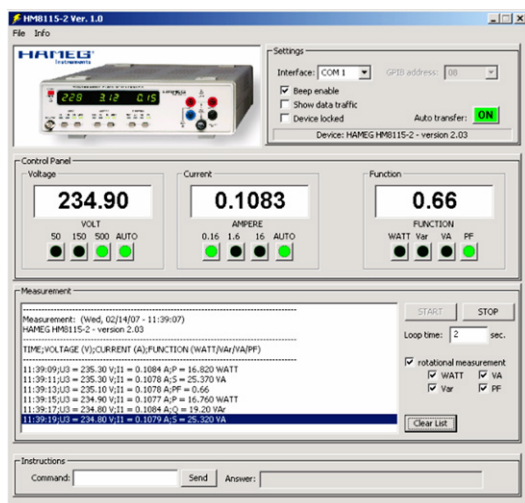 HM8115-2 Ver. 1.0
File Info
HAMEG
Instruments
228 3.12 0.15
Settings
Interface: COM 1 GPIB address: 08
Beep enable
Show data traffic
Device locked Auto transfer: ON
Device: HAMEG HM8115-2 - version 2.03
Control Panel
Voltage Current Function
234.90 0.1083 0.66
VOLT AMPERE FUNCTION
50 150 500 AUTO 0.16 1.6 16 AUTO WATT Var VA PF
Measurement
Measurement: (Wed, 02/14/07 - 11:39:07)
HAMEG HM8115-2 - version 2.03
TIME;VOLTAGE (V);CURRENT (A);FUNCTION (WATT/VAr/VA/PF)
11:39:09;U3 = 235.30 V;I1 = 0.1084 A;P = 16.820 WATT
11:39:11;U3 = 235.30 V;I1 = 0.1078 A;S = 25.370 VA
11:39:13;U3 = 235.10 V;I1 = 0.1078 A;PF = 0.66
11:39:15;U3 = 234.90 V;I1 = 0.1077 A;P = 16.760 WATT
11:39:17;U3 = 234.80 V;I1 = 0.1084 A;Q = 19.20 VAr
11:39:19;U3 = 234.80 V;I1 = 0.1079 A;S = 25.320 VA
START STOP
Loop time: 2 sec.
rotational measurement
WATT VA
Var PF
Clear List
Instructions
Command: Send Answer: